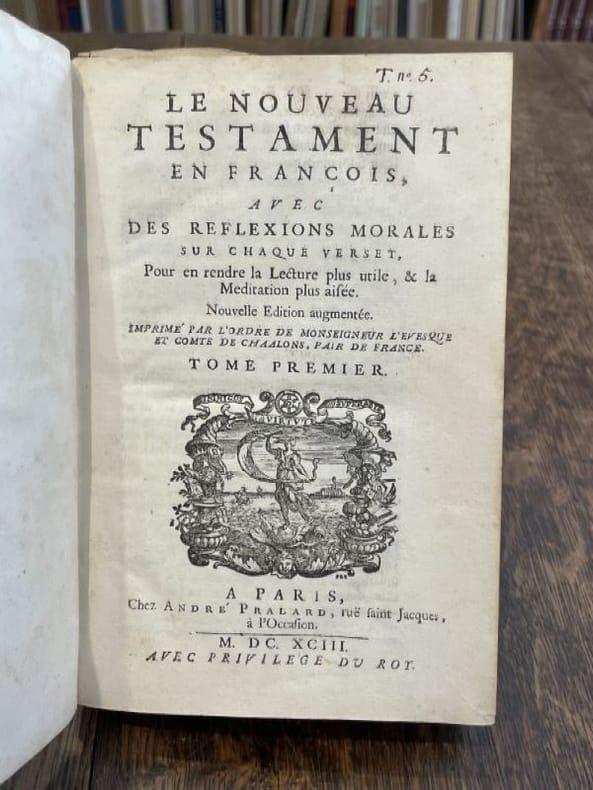 T. nº. 5.
LE NOUVEAU
TESTAMENT
EN FRANÇOIS,
AVEC
DES REFLEXIONS MORALES
SUR CHAQUE VERSET,
Pour en rendre la Lecture plus utile, & la
Meditation plus aiſée.
Nouvelle Edition augmentée.
IMPRIMÉ PAR L'ORDRE DE MONSEIGNEUR L'EVESQUE
ET COMTE DE CHAALONS, PAIR DE FRANCE.
TOME PREMIER.
VIRTUTE
A PARIS,
Chez ANDRÉ PRALARD, ruë ſaint Jacques,
à l'Occaſion.
M. DC. XCIII.
AVEC PRIVILEGE DU ROY.